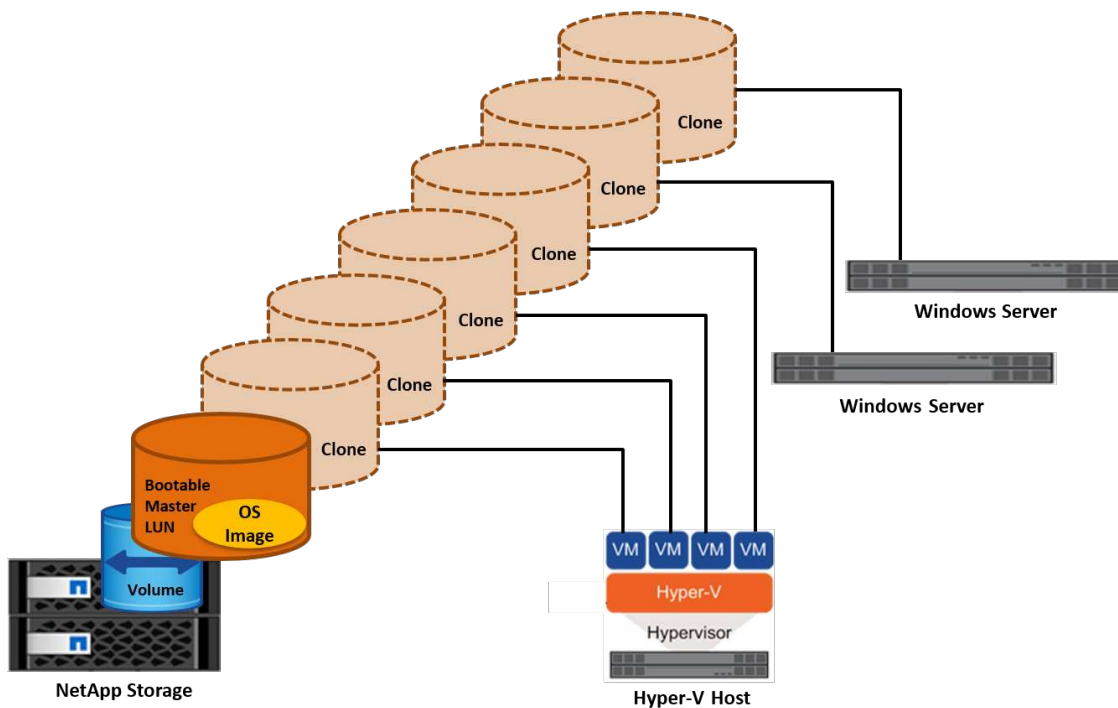 Clone
Clone
Clone
Clone
Clone
Clone
Windows Server
Windows Server
Bootable
Master
LUN
OS
Image
Volume
NetApp Storage
VM VM VM VM
Hyper-V
Hypervisor
Hyper-V Host